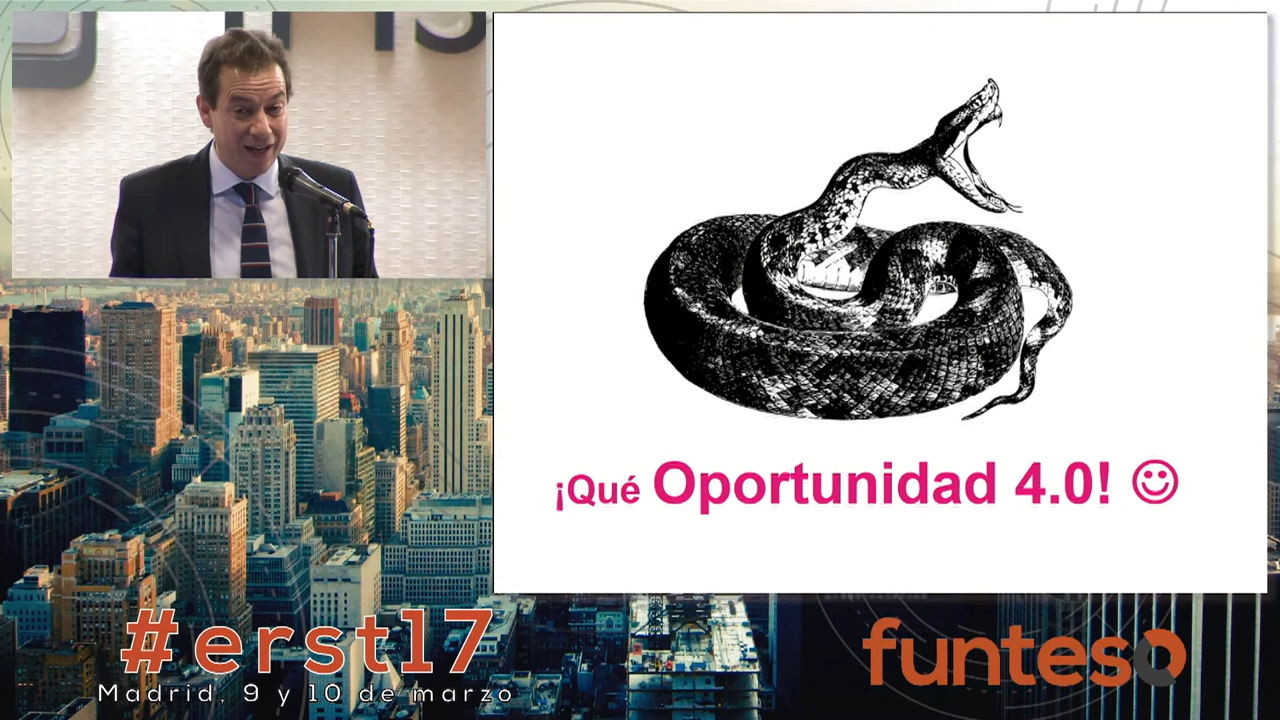 ¡Qué Oportunidad 4.0! ☺
#erst17
Madrid, 9 y 10 de marzo
funteso